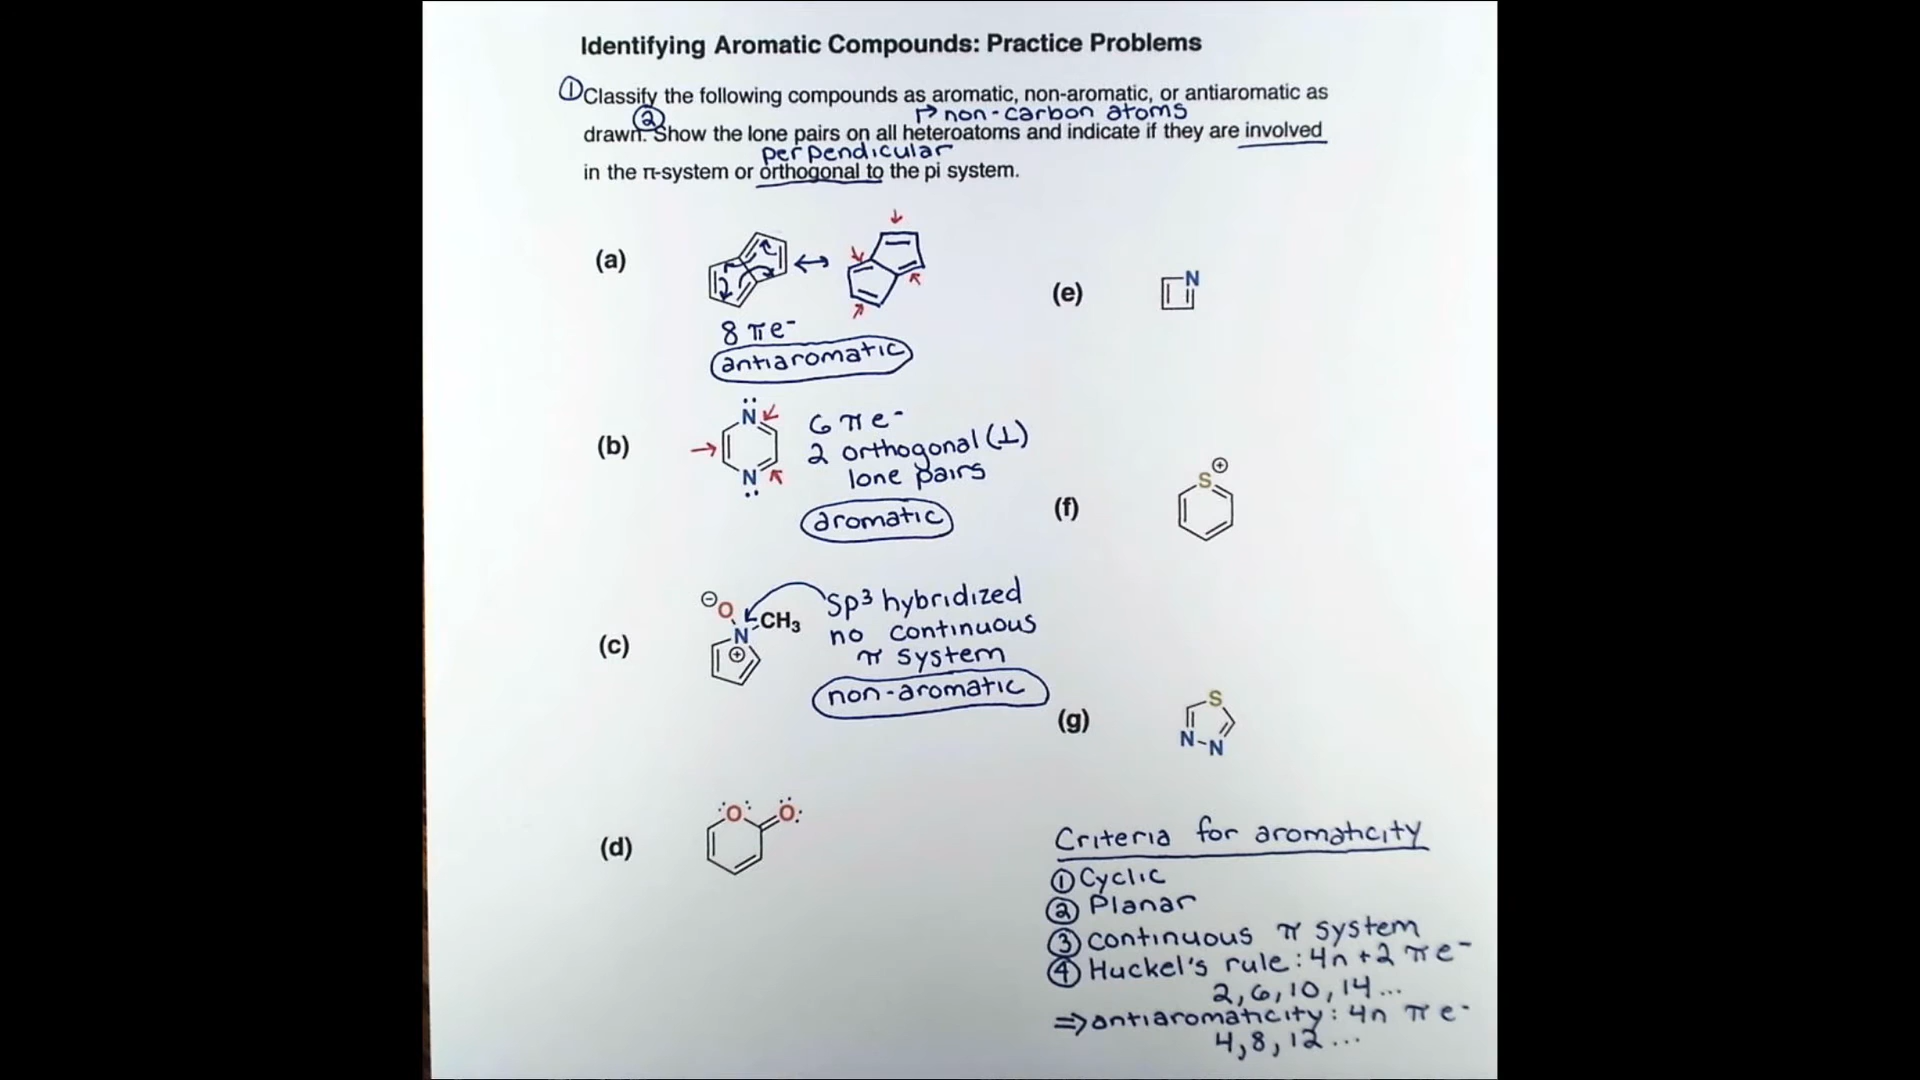 Identifying Aromatic Compounds: Practice Problems
① Classify the following compounds as aromatic, non-aromatic, or antiaromatic as
↱ non-carbon atoms
drawn. ② Show the lone pairs on all heteroatoms and indicate if they are involved
perpendicular
in the π-system or orthogonal to the pi system.
(a)
8 πe⁻
antiaromatic
(b)
N
N
6 π e⁻
2 orthogonal (⊥)
lone pairs
aromatic
(c)
⊖
O
CH₃
N
⊕
sp³ hybridized
no continuous
π system
non-aromatic
(d)
O
O
(e)
N
(f)
⊕
S
(g)
S
N-N
Criteria for aromaticity
① Cyclic
② Planar
③ continuous π system
④ Huckel's rule: 4n+2 π e⁻
2, 6, 10, 14...
⇒ antiaromaticity: 4n π e⁻
4, 8, 12...